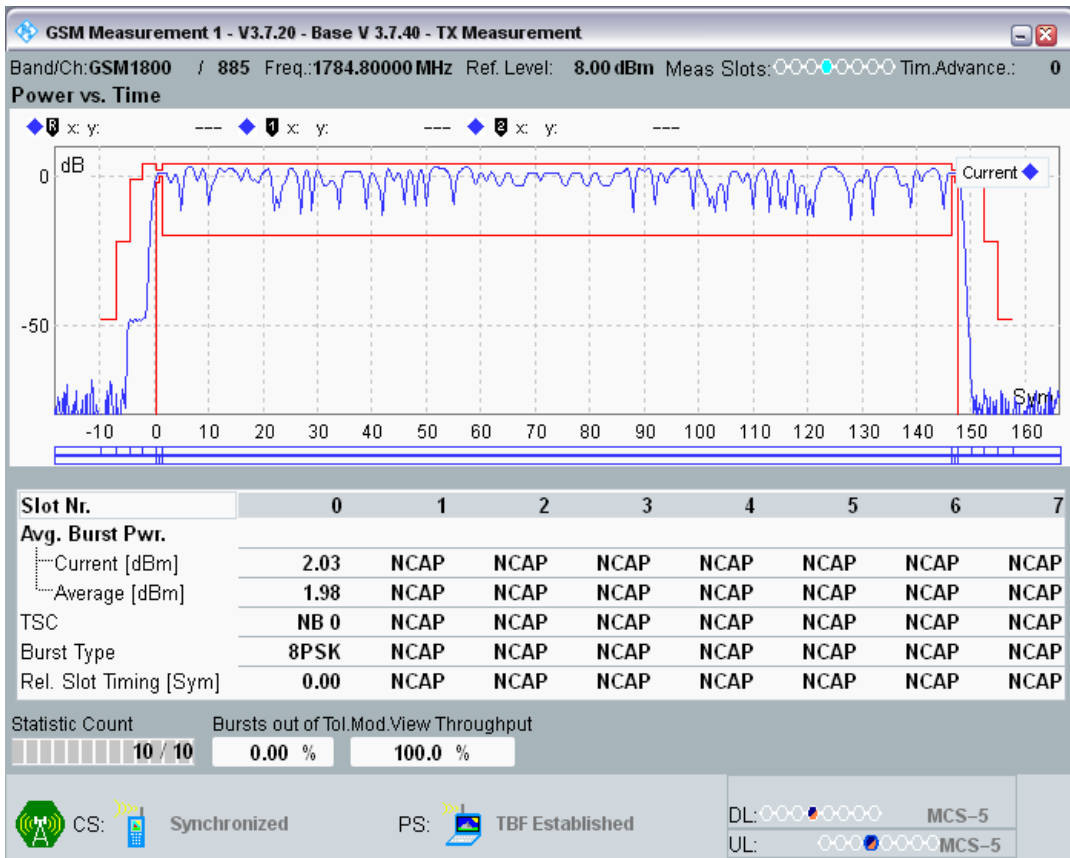 GSM Measurement 1 - V3.7.20 - Base V 3.7.40 - TX Measurement
Band/Ch:GSM1800 / 885 Freq.:1784.80000 MHz Ref. Level: 8.00 dBm Meas Slots: Tim.Advance.: 0
Power vs. Time
R x: y: --- 1 x: y: --- 2 x: y: ---
dB
Current
0
-50
Sym
-10 0 10 20 30 40 50 60 70 80 90 100 110 120 130 140 150 160
Slot Nr. 0 1 2 3 4 5 6 7
Avg. Burst Pwr.
Current [dBm] 2.03 NCAP NCAP NCAP NCAP NCAP NCAP NCAP
Average [dBm] 1.98 NCAP NCAP NCAP NCAP NCAP NCAP NCAP
TSC NB 0 NCAP NCAP NCAP NCAP NCAP NCAP NCAP
Burst Type 8PSK NCAP NCAP NCAP NCAP NCAP NCAP NCAP
Rel. Slot Timing [Sym] 0.00 NCAP NCAP NCAP NCAP NCAP NCAP NCAP
Statistic Count Bursts out of Tol.Mod.View Throughput
10 / 10 0.00 % 100.0 %
CS: Synchronized PS: TBF Established
DL: MCS-5
UL: MCS-5